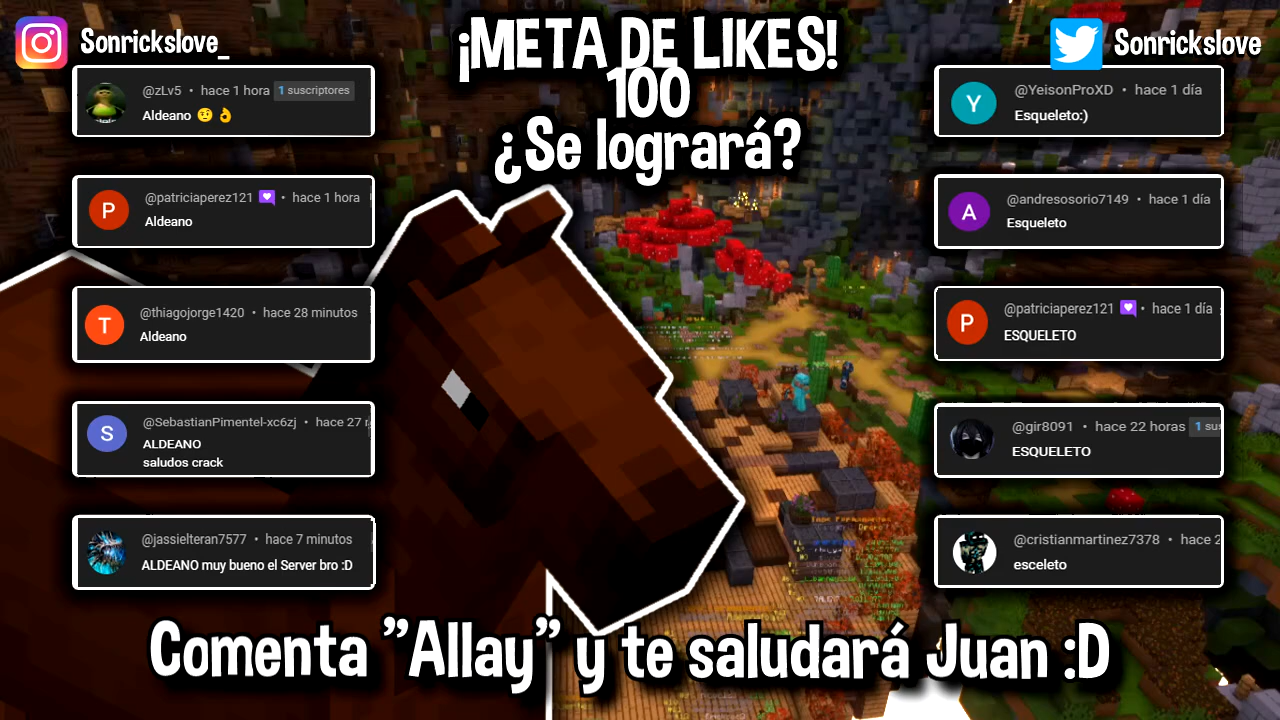 Sonrickslove_
¡META DE LIKES!
100
¿Se logrará?
Sonrickslove
@zLv5 • hace 1 hora 1 suscriptores
Aldeano 🤨👌
@patriciaperez121 • hace 1 hora
Aldeano
@thiagojorge1420 • hace 28 minutos
Aldeano
@SebastianPimentel-xc6zj • hace 27
ALDEANO
saludos crack
@jassielteran7577 • hace 7 minutos
ALDEANO muy bueno el Server bro :D
Y
@YeisonProXD • hace 1 día
Esqueleto:)
A
@andresosorio7149 • hace 1 día
Esqueleto
P
@patriciaperez121 • hace 1 día
ESQUELETO
@gir8091 • hace 22 horas 1 sus
ESQUELETO
@cristianmartinez7378 • hace 2
esceleto
P
T
S
Comenta "Allay" y te saludará Juan :D